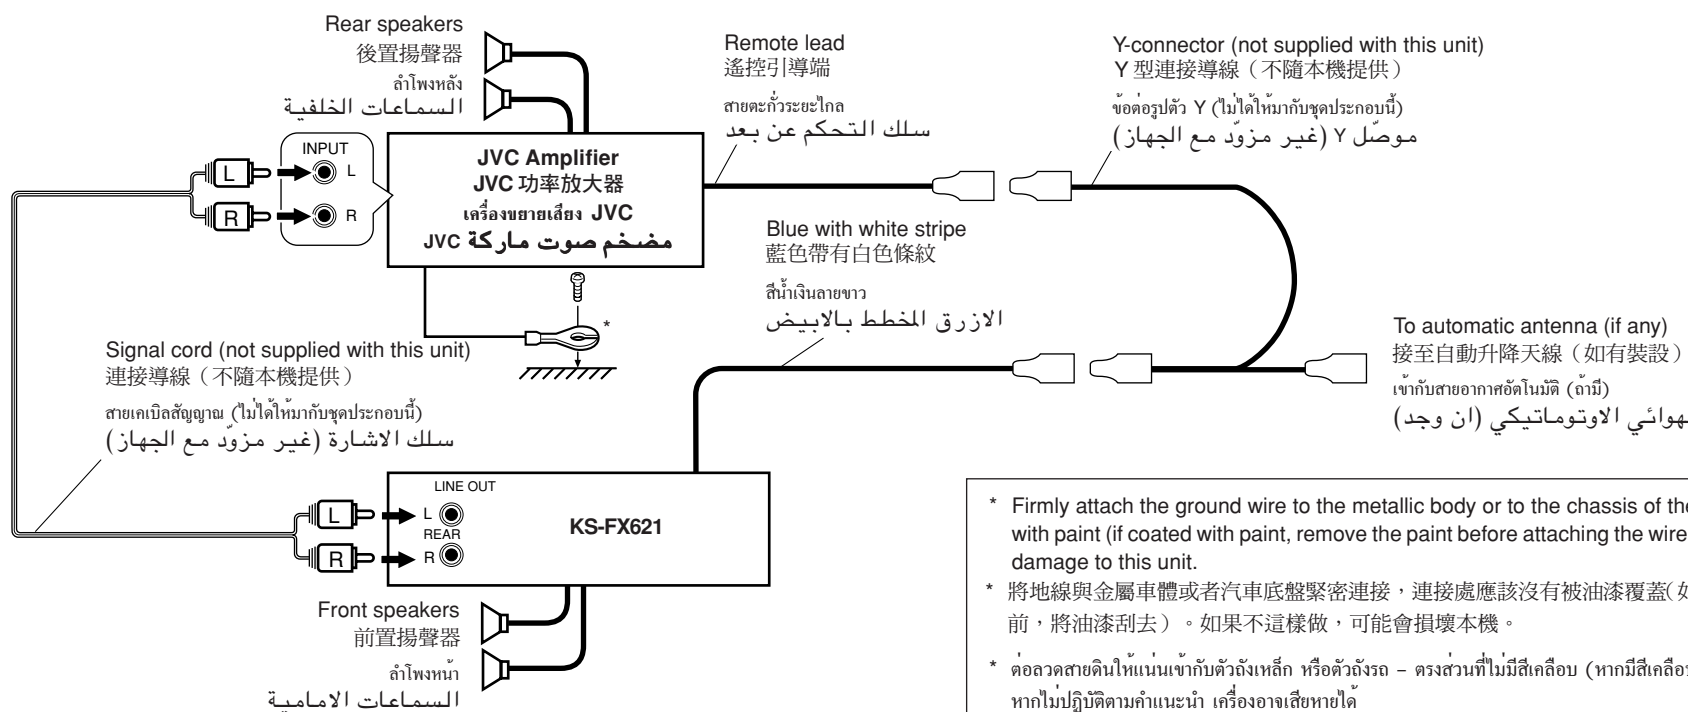 Rear speakers
後置揚聲器
ลำโพงหลัง
السماعات الخلفية
INPUT
L
L
R
R
JVC Amplifier
JVC 功率放大器
เครื่องขยายเสียง JVC
مضخم صوت ماركة JVC
Remote lead
遙控引導端
สายตะกั่วระยะไกล
سلك التحكم عن بعد
Y-connector (not supplied with this unit)
Y 型連接導線（不隨本機提供）
ข้อต่อรูปตัว Y (ไม่ได้ให้มากับชุดประกอบนี้)
موصّل Y (غير مزودّ مع الجهاز)
Blue with white stripe
藍色帶有白色條紋
สีน้ำเงินลายขาว
الازرق المخطط بالابيض
*
To automatic antenna (if any)
接至自動升降天線（如有裝設）
เข้ากับสายอากาศอัตโนมัติ (ถ้ามี)
الاوتوماتيكي (ان وجد)
Signal cord (not supplied with this unit)
連接導線（不隨本機提供）
สายเคเบิลสัญญาณ (ไม่ได้ให้มากับชุดประกอบนี้)
سلك الاشارة (غير مزودّ مع الجهاز)
LINE OUT
L
L
REAR
R
R
KS-FX621
Front speakers
前置揚聲器
ลำโพงหน้า
السماعات الامامية
* Firmly attach the ground wire to the metallic body or to the chassis of the
with paint (if coated with paint, remove the paint before attaching the wire
damage to this unit.
* 將地線與金屬車體或者汽車底盤緊密連接，連接處應該沒有被油漆覆蓋（
前，將油漆刮去）。如果不這樣做，可能會損壞本機。
* ต่อลวดสายดินให้แน่นเข้ากับตัวถังเหล็ก หรือตัวถังรถ – ตรงส่วนที่ไม่มีสีเคลือบ (หากมีสีเคลือบ
หากไม่ปฏิบัติตามคำแนะนำ เครื่องอาจเสียหายได้